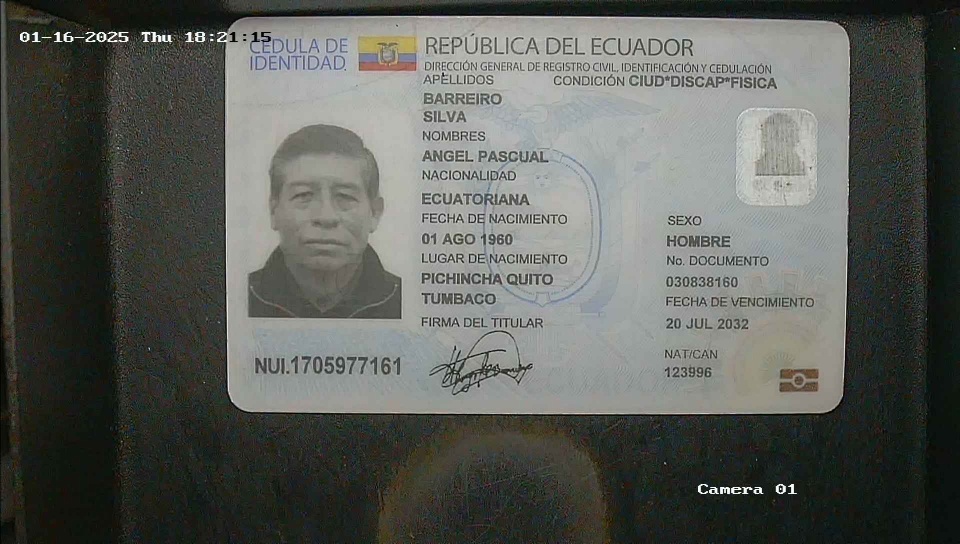 01-16-2025 Thu 18:21:15
CÉDULA DE
IDENTIDAD
REPÚBLICA DEL ECUADOR
DIRECCIÓN GENERAL DE REGISTRO CIVIL, IDENTIFICACIÓN Y CEDULACIÓN
APELLIDOS
CONDICIÓN CIUD*DISCAP*FISICA
BARREIRO
SILVA
NOMBRES
ANGEL PASCUAL
NACIONALIDAD
ECUATORIANA
FECHA DE NACIMIENTO
01 AGO 1960
LUGAR DE NACIMIENTO
PICHINCHA QUITO
TUMBACO
FIRMA DEL TITULAR
SEXO
HOMBRE
No. DOCUMENTO
030838160
FECHA DE VENCIMIENTO
20 JUL 2032
NAT/CAN
123996
NUI.1705977161
Camera 01